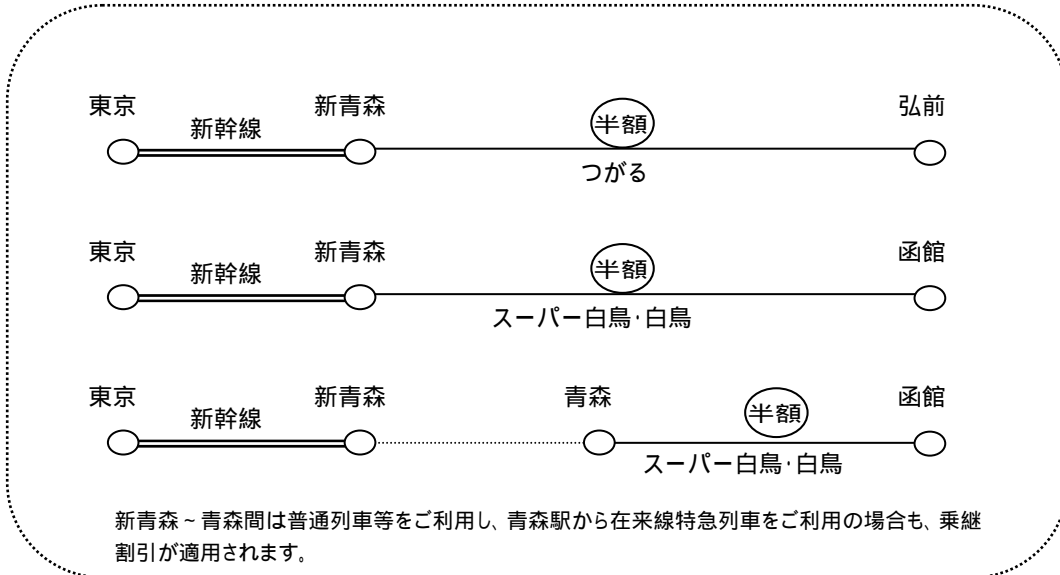 東京 新青森 弘前
新幹線 半額
つがる
東京 新青森 函館
新幹線 半額
スーパー白鳥・白鳥
東京 新青森 青森 函館
新幹線 半額
スーパー白鳥・白鳥
新青森~青森間は普通列車等をご利用し、青森駅から在来線特急列車をご利用の場合も、乗継
割引が適用されます。